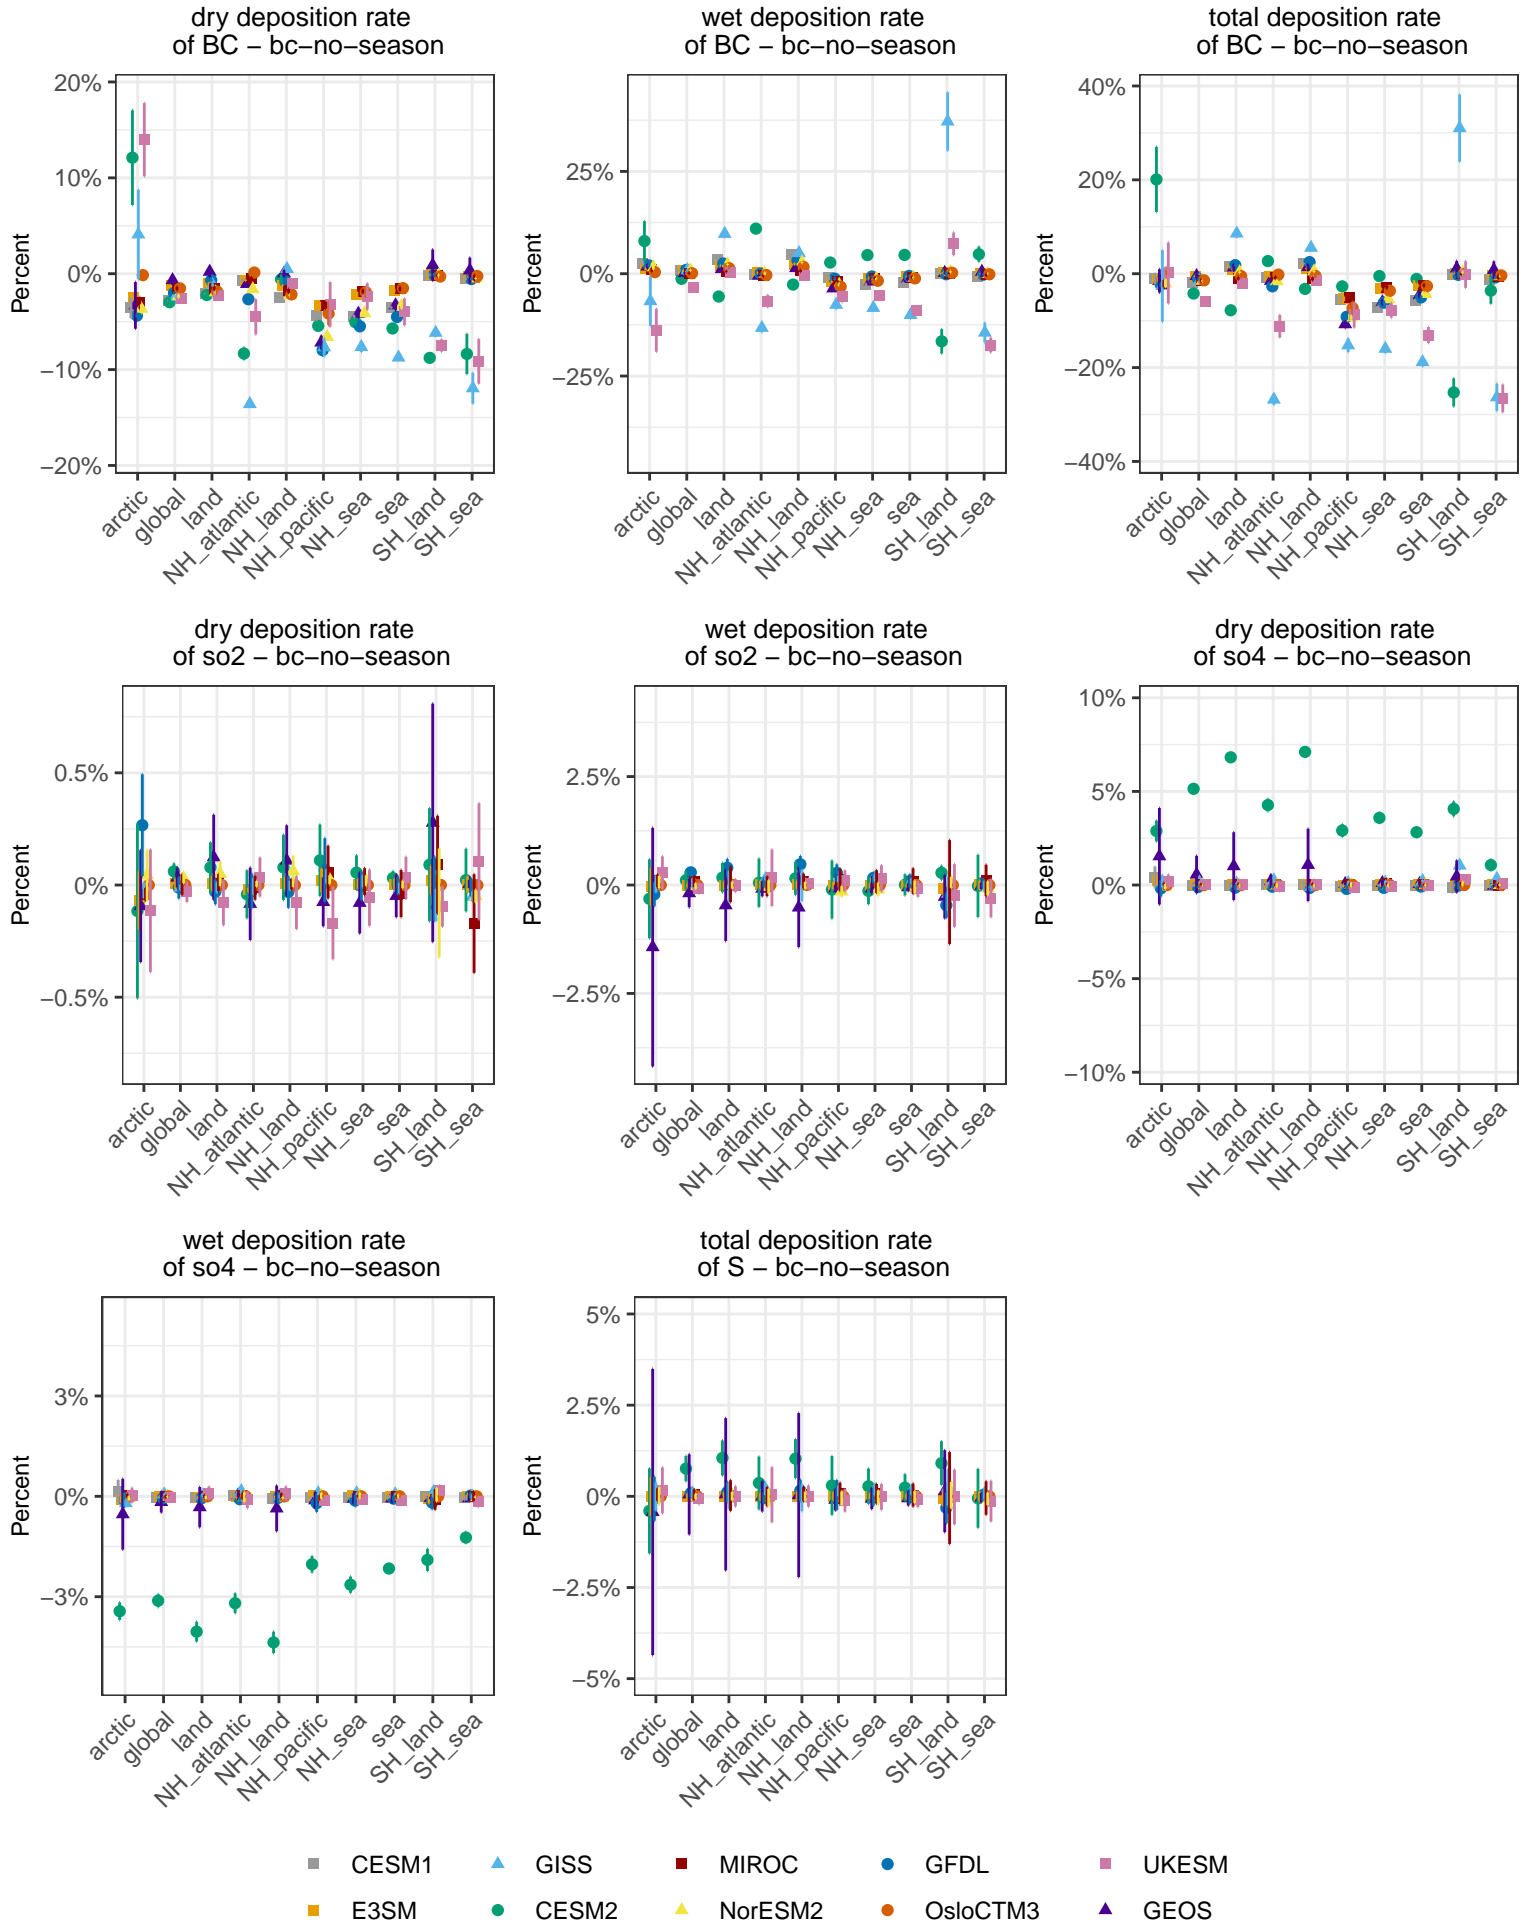 dry deposition rate
of BC − bc−no−season
wet deposition rate
of BC − bc−no−season
total deposition rate
of BC − bc−no−season
Percent
20%
10%
0%
−10%
−20%
arctic
global
land
NH_atlantic
NH_land
NH_pacific
NH_sea
sea
SH_land
SH_sea
Percent
25%
0%
−25%
arctic
global
land
NH_atlantic
NH_land
NH_pacific
NH_sea
sea
SH_land
SH_sea
Percent
40%
20%
0%
−20%
−40%
arctic
global
land
NH_atlantic
NH_land
NH_pacific
NH_sea
sea
SH_land
SH_sea
dry deposition rate
of so2 − bc−no−season
wet deposition rate
of so2 − bc−no−season
dry deposition rate
of so4 − bc−no−season
Percent
0.5%
0%
−0.5%
arctic
global
land
NH_atlantic
NH_land
NH_pacific
NH_sea
sea
SH_land
SH_sea
Percent
2.5%
0%
−2.5%
arctic
global
land
NH_atlantic
NH_land
NH_pacific
NH_sea
sea
SH_land
SH_sea
Percent
10%
5%
0%
−5%
−10%
arctic
global
land
NH_atlantic
NH_land
NH_pacific
NH_sea
sea
SH_land
SH_sea
wet deposition rate
of so4 − bc−no−season
total deposition rate
of S − bc−no−season
Percent
3%
0%
−3%
arctic
global
land
NH_atlantic
NH_land
NH_pacific
NH_sea
sea
SH_land
SH_sea
Percent
5%
2.5%
0%
−2.5%
−5%
arctic
global
land
NH_atlantic
NH_land
NH_pacific
NH_sea
sea
SH_land
SH_sea
CESM1 GISS MIROC GFDL UKESM
E3SM CESM2 NorESM2 OsloCTM3 GEOS